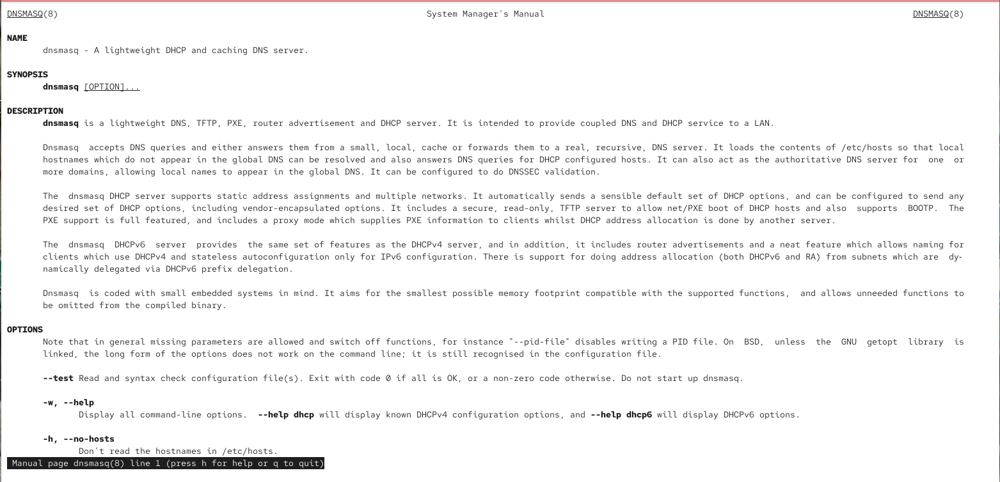 DNSMASQ(8) System Manager's Manual DNSMASQ(8)
NAME
dnsmasq - A lightweight DHCP and caching DNS server.
SYNOPSIS
dnsmasq [OPTION]...
DESCRIPTION
dnsmasq is a lightweight DNS, TFTP, PXE, router advertisement and DHCP server. It is intended to provide coupled DNS and DHCP service to a LAN.
Dnsmasq  accepts DNS queries and either answers them from a small, local, cache or forwards them to a real, recursive, DNS server. It loads the contents of /etc/hosts so that local
hostnames which do not appear in the global DNS can be resolved and also answers DNS queries for DHCP configured hosts. It can also act as the authoritative DNS server for  one  or
more domains, allowing local names to appear in the global DNS. It can be configured to do DNSSEC validation.
The  dnsmasq DHCP server supports static address assignments and multiple networks. It automatically sends a sensible default set of DHCP options, and can be configured to send any
desired set of DHCP options, including vendor-encapsulated options. It includes a secure, read-only, TFTP server to allow net/PXE boot of DHCP hosts and also  supports  BOOTP.  The
PXE support is full featured, and includes a proxy mode which supplies PXE information to clients whilst DHCP address allocation is done by another server.
The  dnsmasq  DHCPv6  server  provides  the same set of features as the DHCPv4 server, and in addition, it includes router advertisements and a neat feature which allows naming for
clients which use DHCPv4 and stateless autoconfiguration only for IPv6 configuration. There is support for doing address allocation (both DHCPv6 and RA) from subnets which are  dy-
namically delegated via DHCPv6 prefix delegation.
Dnsmasq  is coded with small embedded systems in mind. It aims for the smallest possible memory footprint compatible with the supported functions,  and allows unneeded functions to
be omitted from the compiled binary.
OPTIONS
Note that in general missing parameters are allowed and switch off functions, for instance "--pid-file" disables writing a PID file. On  BSD,  unless  the  GNU  getopt  library  is
linked, the long form of the options does not work on the command line; it is still recognised in the configuration file.
--test Read and syntax check configuration file(s). Exit with code 0 if all is OK, or a non-zero code otherwise. Do not start up dnsmasq.
-w, --help
Display all command-line options.  --help dhcp will display known DHCPv4 configuration options, and --help dhcp6 will display DHCPv6 options.
-h, --no-hosts
Don't read the hostnames in /etc/hosts.
Manual page dnsmasq(8) line 1 (press h for help or q to quit)